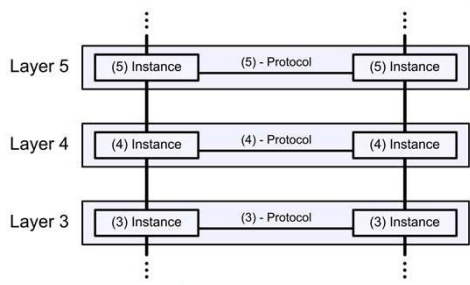 Layer 5 (5) Instance (5) - Protocol (5) Instance
Layer 4 (4) Instance (4) - Protocol (4) Instance
Layer 3 (3) Instance (3) - Protocol (3) Instance